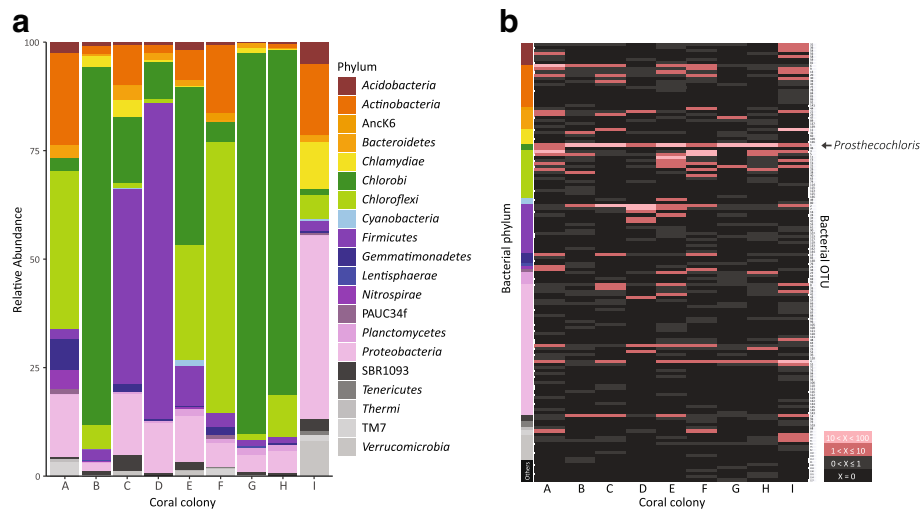 a
100
75
50
25
0
Relative Abundance
A B C D E F G H I
Coral colony
Phylum
Acidobacteria
Actinobacteria
AncK6
Bacteroidetes
Chlamydiae
Chlorobi
Chloroflexi
Cyanobacteria
Firmicutes
Gemmatimonadetes
Lentisphaerae
Nitrospirae
PAUC34f
Planctomycetes
Proteobacteria
SBR1093
Tenericutes
Thermi
TM7
Verrucomicrobia
b
Bacterial phylum
Others
A B C D E F G H I
Coral colony
Prosthecochloris
Bacterial OTU
10 < X < 100
1 < X ≤ 10
0 < X ≤ 1
X = 0